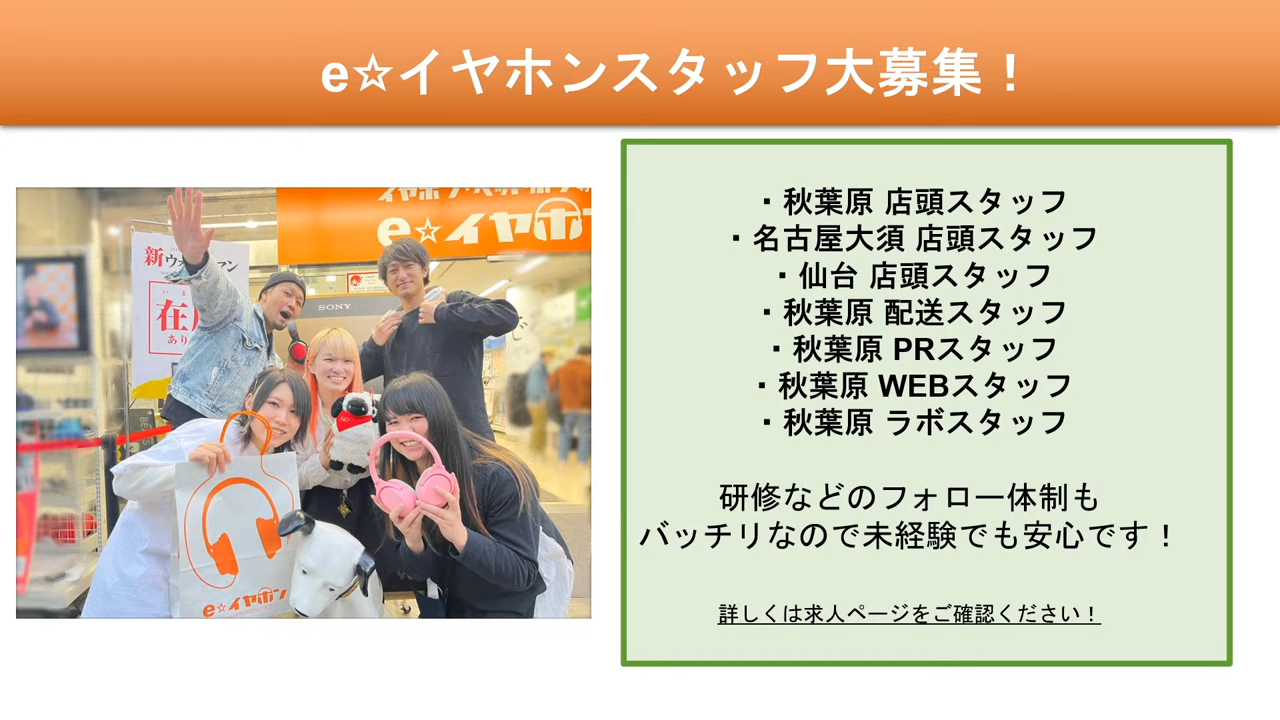 e☆イヤホンスタッフ大募集！
・秋葉原 店頭スタッフ
・名古屋大須 店頭スタッフ
・仙台 店頭スタッフ
・秋葉原 配送スタッフ
・秋葉原 PRスタッフ
・秋葉原 WEBスタッフ
・秋葉原 ラボスタッフ
研修などのフォロー体制も
バッチリなので未経験でも安心です！
詳しくは求人ページをご確認ください！
e☆イヤホ
新ウォ
マン
在
あり
SONY
e☆イヤホン